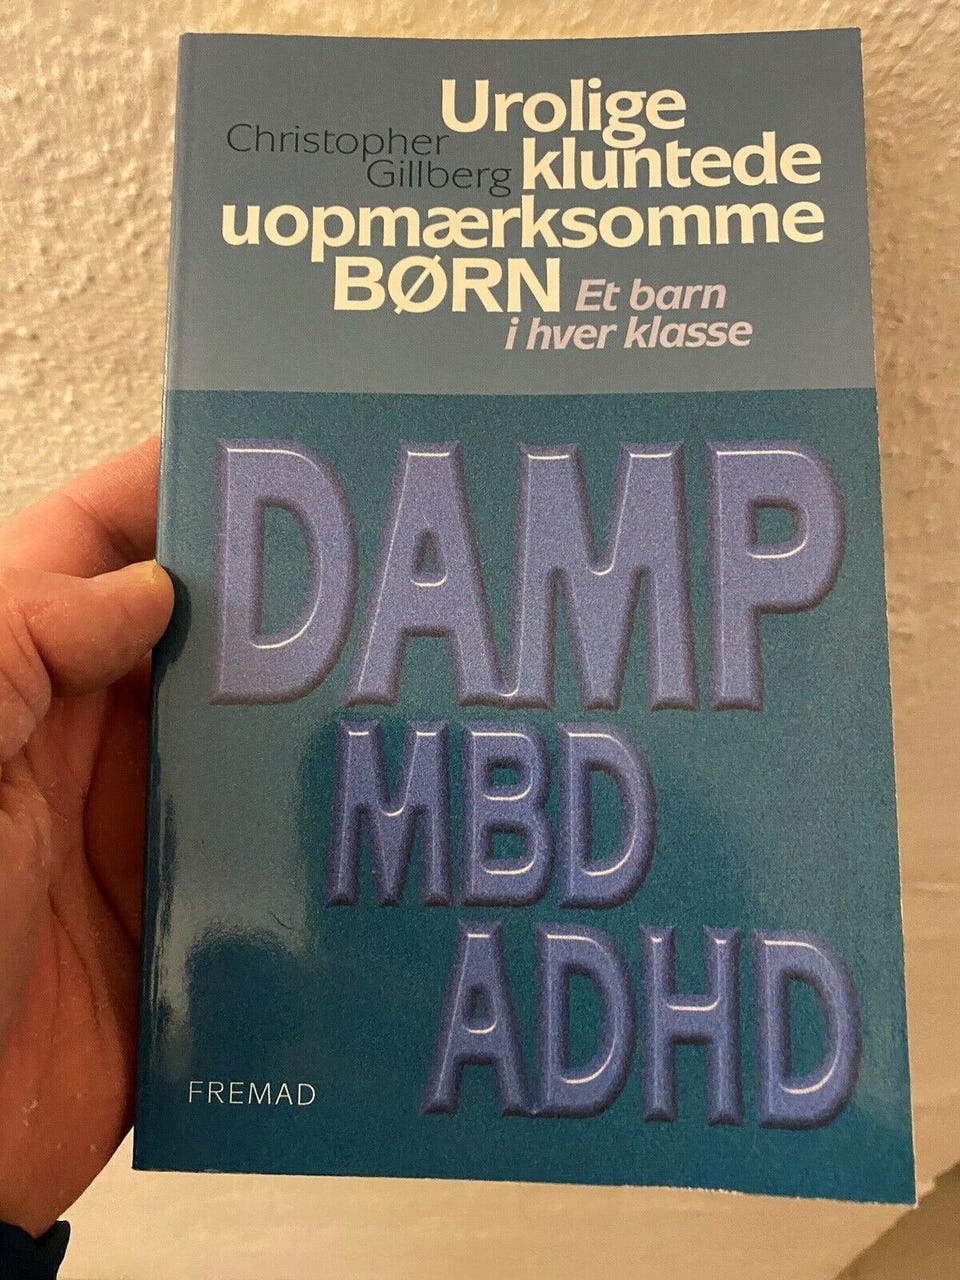 Christopher
Gillberg
Urolige
kluntede
uopmærksomme
BØRN
Et barn
i hver klasse
DAMP
MBD
ADHD
FREMAD